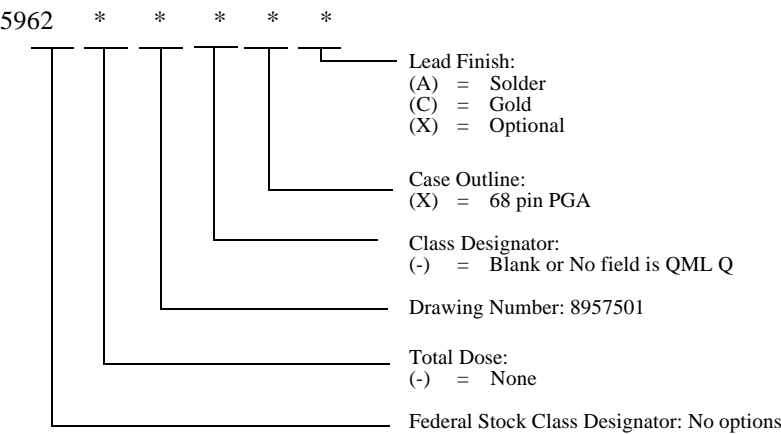 5962 * * * * *
Lead Finish:
(A) = Solder
(C) = Gold
(X) = Optional
Case Outline:
(X) = 68 pin PGA
Class Designator:
(-) = Blank or No field is QML Q
Drawing Number: 8957501
Total Dose:
(-) = None
Federal Stock Class Designator: No options